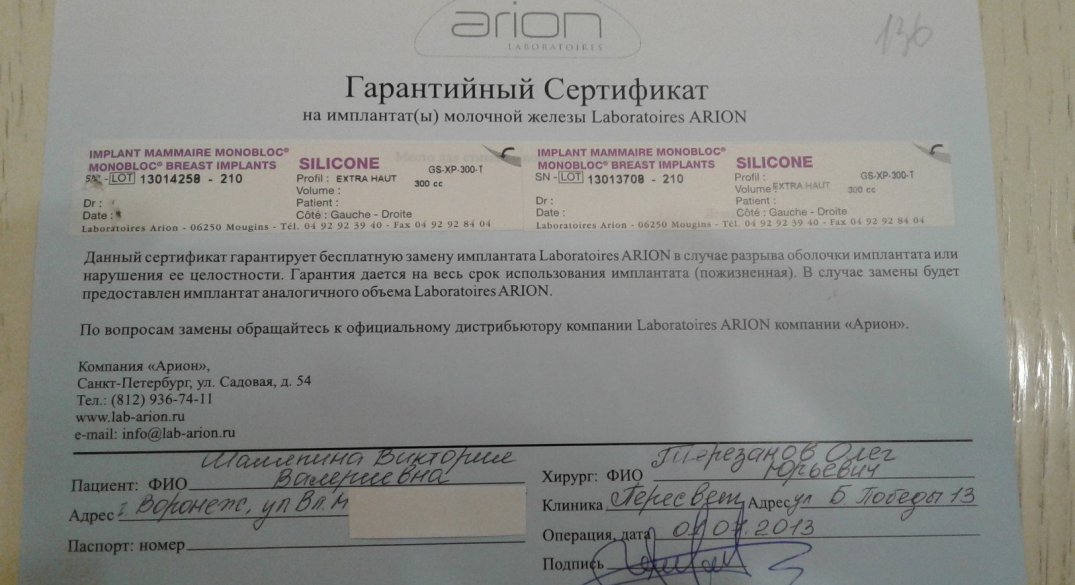 arion
LABORATOIRES
136
Гарантийный Сертификат
на имплантат(ы) молочной железы Laboratoires ARION
IMPLANT MAMMAIRE MONOBLOC®
MONOBLOC® BREAST IMPLANTS
SILICONE
SN - LOT 13014258 - 210
Profil : EXTRA HAUT
GS-XP-300-T
Volume :
300 cc
Dr :
Patient :
Date :
Côté : Gauche - Droite
Laboratoires Arion - 06250 Mougins - Tél. 04 92 92 39 40 - Fax 04 92 92 84 04
IMPLANT MAMMAIRE MONOBLOC®
MONOBLOC® BREAST IMPLANTS
SILICONE
SN - LOT 13013708 - 210
Profil :
GS-XP-300-T
Volume : EXTRA HAUT
300 cc
Dr :
Patient :
Date :
Côté : Gauche - Droite
Laboratoires Arion - 06250 Mougins - Tél. 04 92 92 39 40 - Fax 04 92 92 84 04
Данный сертификат гарантирует бесплатную замену имплантата Laboratoires ARION в случае разрыва оболочки имплантата или
нарушения ее целостности. Гарантия дается на весь срок использования имплантата (пожизненная). В случае замены будет
предоставлен имплантат аналогичного объема Laboratoires ARION.
По вопросам замены обращайтесь к официальному дистрибьютору компании Laboratoires ARION компании «Арион».
Компания «Арион»,
Санкт-Петербург, ул. Садовая, д. 54
Тел.: (812) 936-74-11
www.lab-arion.ru
e-mail: info@lab-arion.ru
Пациент: ФИО Виктория
Валериевна
Адрес г. Воронеж, ул Вл.
Паспорт: номер
Хирург: ФИО Терезанов Олег
Юрьевич
Клиника Пересвет, Адрес ул Б. Победы 13
Операция, дата 07.2013
Подпись